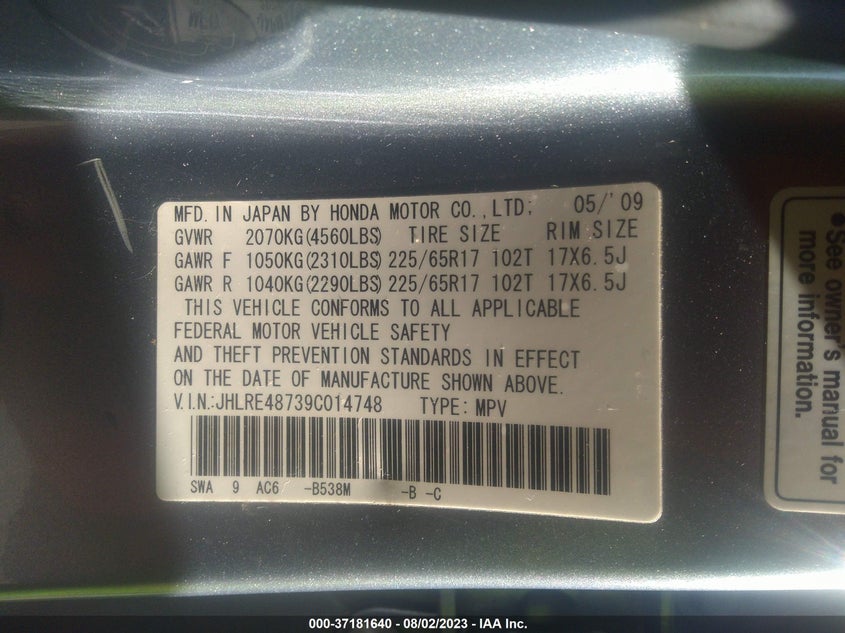 MFD. IN JAPAN BY HONDA MOTOR CO., LTD. 05/'09
GVWR 2070KG(4560LBS) TIRE SIZE RIM SIZE
GAWR F 1050KG(2310LBS) 225/65R17 102T 17X6.5J
GAWR R 1040KG(2290LBS) 225/65R17 102T 17X6.5J
THIS VEHICLE CONFORMS TO ALL APPLICABLE
FEDERAL MOTOR VEHICLE SAFETY
AND THEFT PREVENTION STANDARDS IN EFFECT
ON THE DATE OF MANUFACTURE SHOWN ABOVE.
V.I.N.:JHLRE48739C014748 TYPE: MPV
SWA 9 AC6 -B538M -B -C
●See owner's manual for
more information.
000-37181640 - 08/02/2023 - IAA Inc.